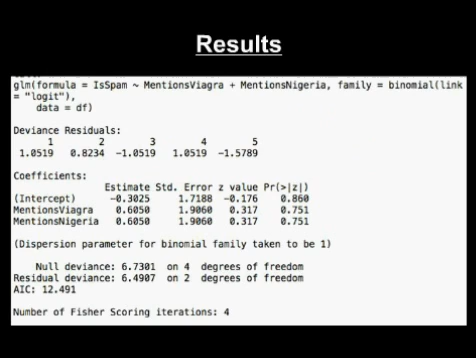 Results
glm(formula = IsSpam ~ MentionsViagra + MentionsNigeria, family = binomial(link
= "logit"),
data = df)
Deviance Residuals:
1 2 3 4 5
1.0519 0.8234 -1.0519 1.0519 -1.5789
Coefficients:
Estimate Std. Error z value Pr(>|z|)
(Intercept) -0.3025 1.7188 -0.176 0.860
MentionsViagra 0.6050 1.9060 0.317 0.751
MentionsNigeria 0.6050 1.9060 0.317 0.751
(Dispersion parameter for binomial family taken to be 1)
Null deviance: 6.7301 on 4 degrees of freedom
Residual deviance: 6.4907 on 2 degrees of freedom
AIC: 12.491
Number of Fisher Scoring iterations: 4